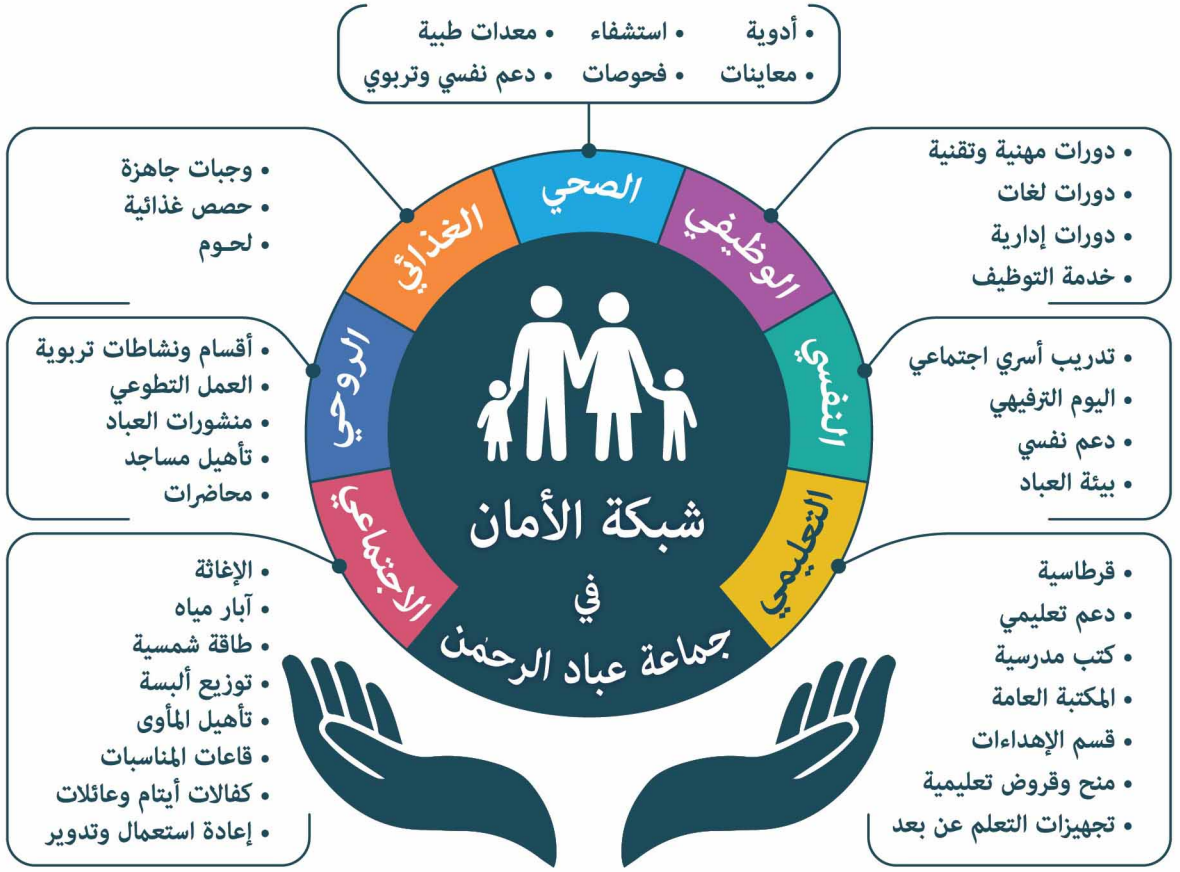 • أدوية • استشفاء • معدات طبية
• معاينات • فحوصات • دعم نفسي وتربوي
الصحي
الوظيفي
• دورات مهنية وتقنية
• دورات لغات
• دورات إدارية
• خدمة التوظيف
النفسي
• تدريب أسري اجتماعي
• اليوم الترفيهي
• دعم نفسي
• بيئة العباد
التعليمي
• قرطاسية
• دعم تعليمي
• كتب مدرسية
• المكتبة العامة
• قسم الإهداءات
• منح وقروض تعليمية
• تجهيزات التعلم عن بعد
الغذائي
• وجبات جاهزة
• حصص غذائية
• لحـوم
الروحي
• أقسام ونشاطات تربوية
• العمل التطوعي
• منشورات العباد
• تأهيل مساجد
• محاضرات
الاجتماعي
• الإغاثة
• آبار مياه
• طاقة شمسية
• توزيع ألبسة
• تأهيل المأوى
• قاعات المناسبات
• كفالات أيتام وعائلات
• إعادة استعمال وتدوير
شبكة الأمان
في
جماعة عباد الرحمٰن